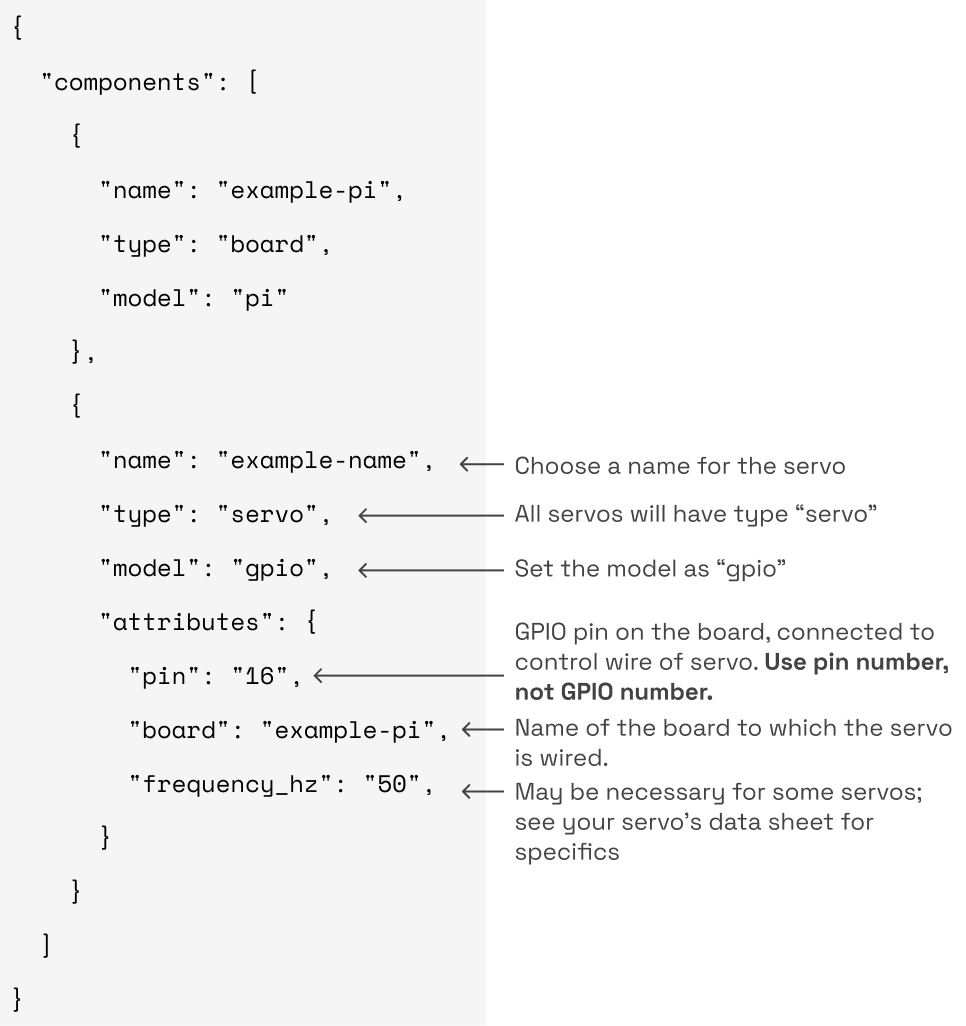 {
"components": [
{
"name": "example-pi",
"type": "board",
"model": "pi"
},
{
"name": "example-name",
Choose a name for the servo
"type": "servo",
All servos will have type “servo”
"model": "gpio",
Set the model as “gpio”
"attributes": {
"pin": "16",
GPIO pin on the board, connected to
control wire of servo. Use pin number,
not GPIO number.
"board": "example-pi",
Name of the board to which the servo
is wired.
"frequency_hz": "50",
May be necessary for some servos;
see your servo’s data sheet for
specifics
}
}
]
}